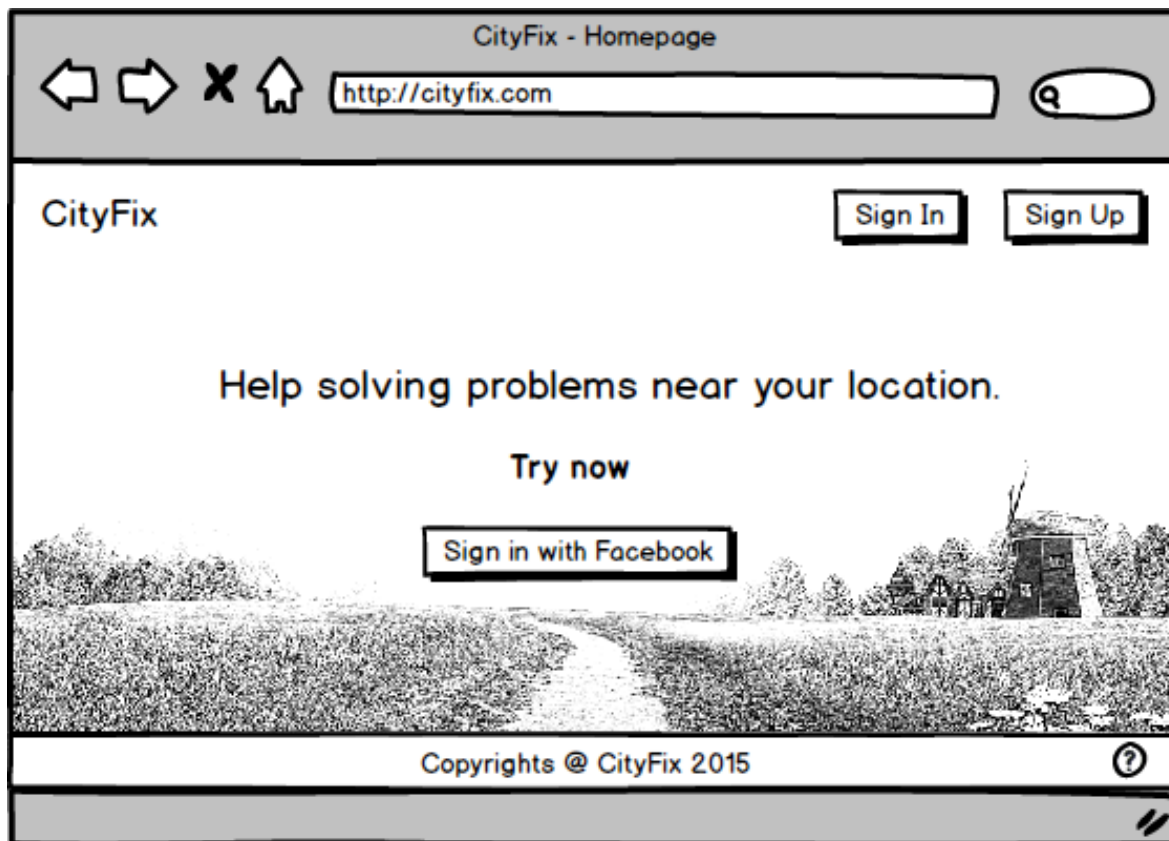 CityFix - Homepage
http://cityfix.com
CityFix
Sign In
Sign Up
Help solving problems near your location.
Try now
Sign in with Facebook
Copyrights @ CityFix 2015
?